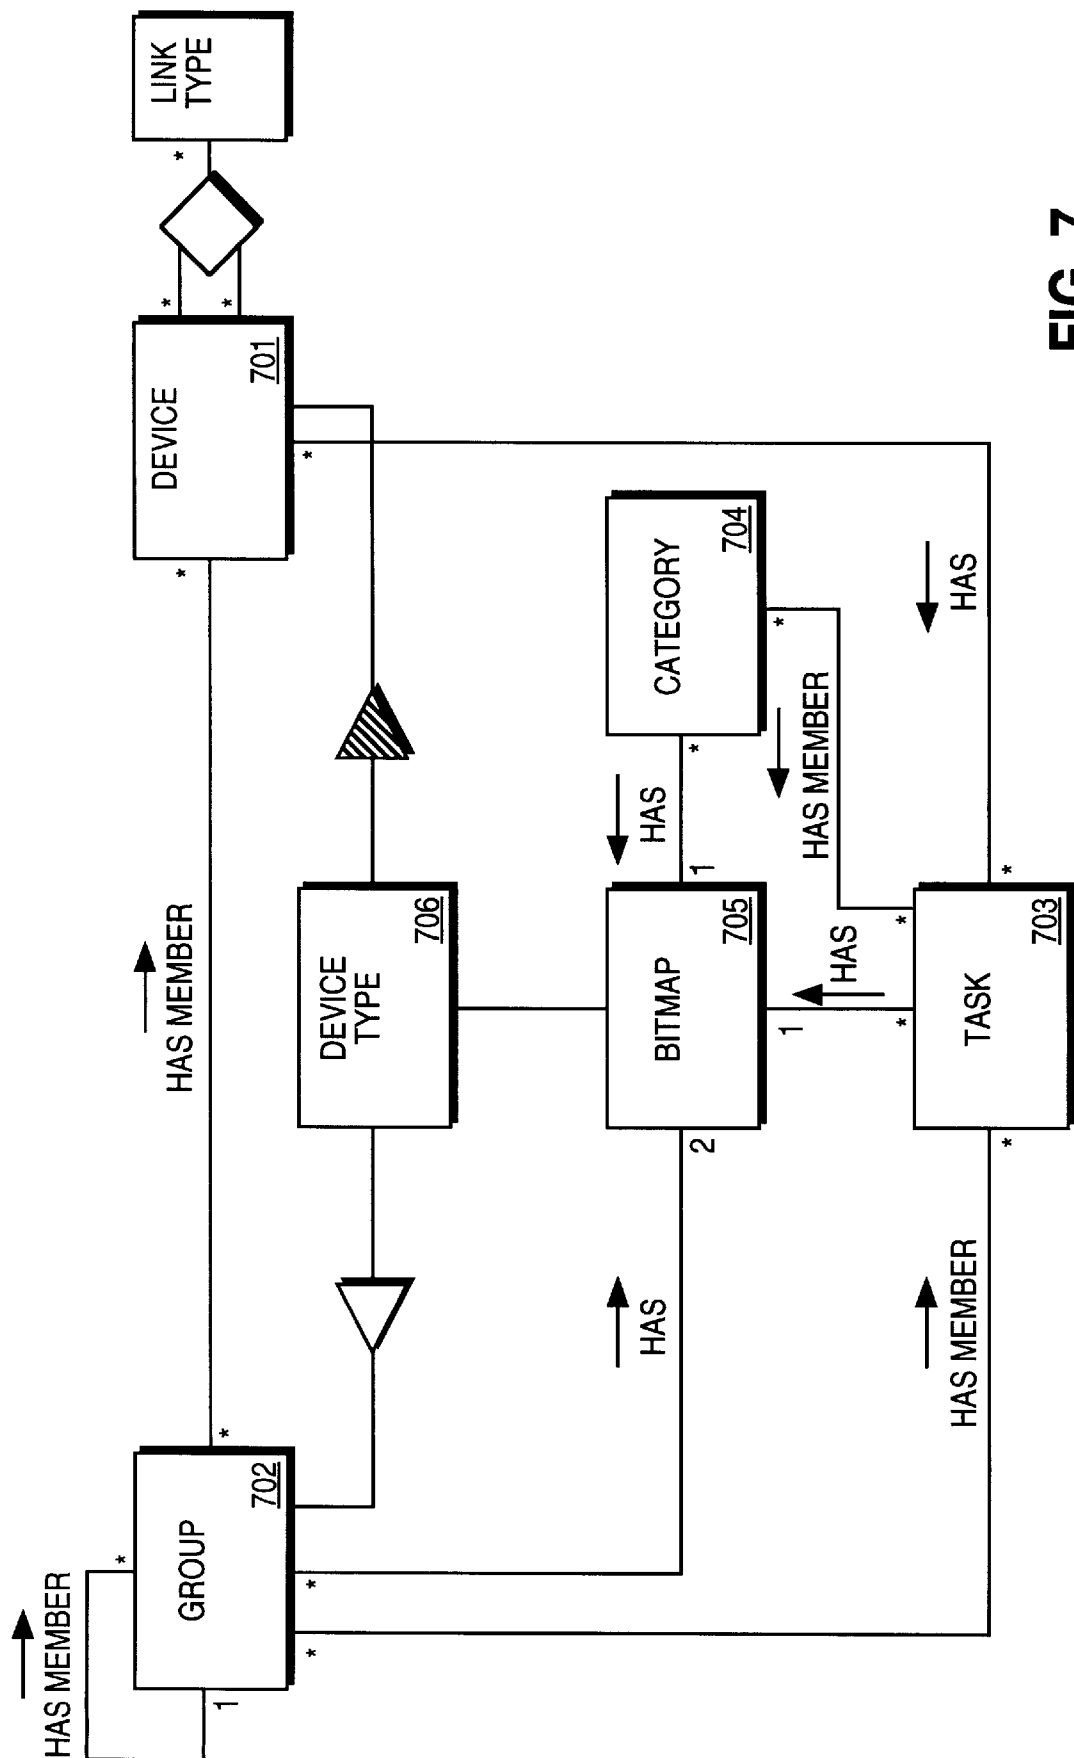 HAS MEMBER
*
1
GROUP
702
*
*
*
HAS MEMBER
*
DEVICE
701
*
*
*
*
LINK
TYPE
DEVICE
TYPE
706
HAS
2
BITMAP
705
1
HAS
*
CATEGORY
704
*
HAS MEMBER
*
1
HAS
*
HAS MEMBER
*
TASK
703
*
HAS
FIG. 7